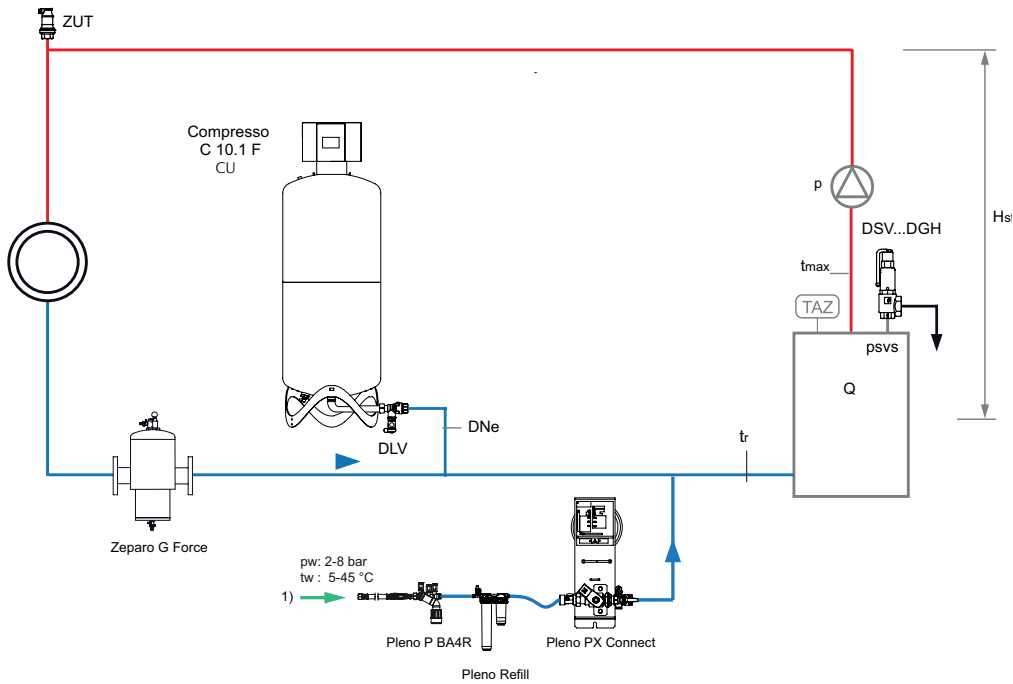 ZUT
Compresso
C 10.1 F
CU
p
Hst
DSV...DGH
tmax
TAZ
psvs
Q
DNe
DLV
tr
Zeparo G Force
pw: 2-8 bar
tw : 5-45 °C
1)
Pleno P BA4R
Pleno PX Connect
Pleno Refill